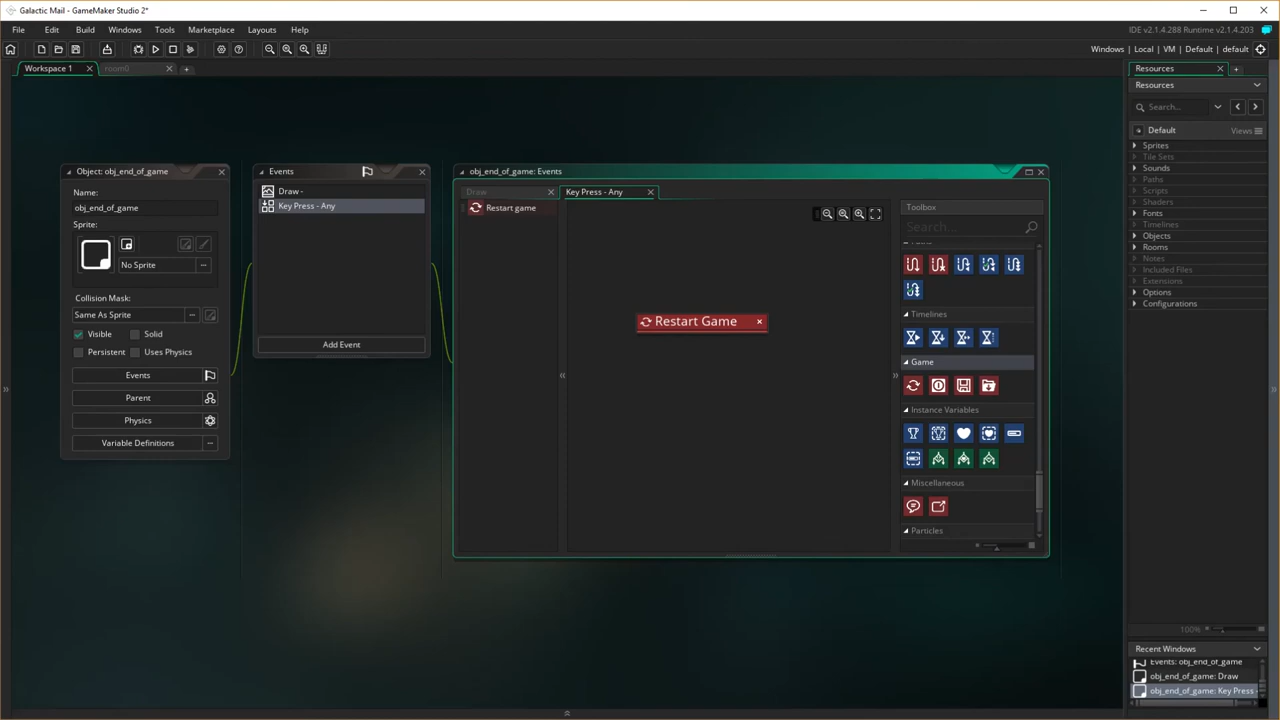 Galactic Mail - GameMaker Studio 2*
File Edit Build Windows Tools Marketplace Layouts Help
IDE v2.1.4.288 Runtime v2.1.4.203
Windows | Local | VM | Default | default
Workspace 1
room0
Resources
Resources
Search...
Default
Views
Sprites
Tile Sets
Sounds
Paths
Scripts
Shaders
Fonts
Timelines
Objects
Rooms
Notes
Included Files
Extensions
Options
Configurations
100%
Recent Windows
Events: obj_end_of_game
obj_end_of_game: Draw
obj_end_of_game: Key Press -
Object: obj_end_of_game
Name:
obj_end_of_game
Sprite:
No Sprite
Collision Mask:
Same As Sprite
Visible
Solid
Persistent
Uses Physics
Events
Parent
Physics
Variable Definitions
Events
Draw -
Key Press - Any
Add Event
obj_end_of_game: Events
Draw
Key Press - Any
Restart game
Restart Game
Toolbox
Search...
Timelines
Game
Instance Variables
Miscellaneous
Particles